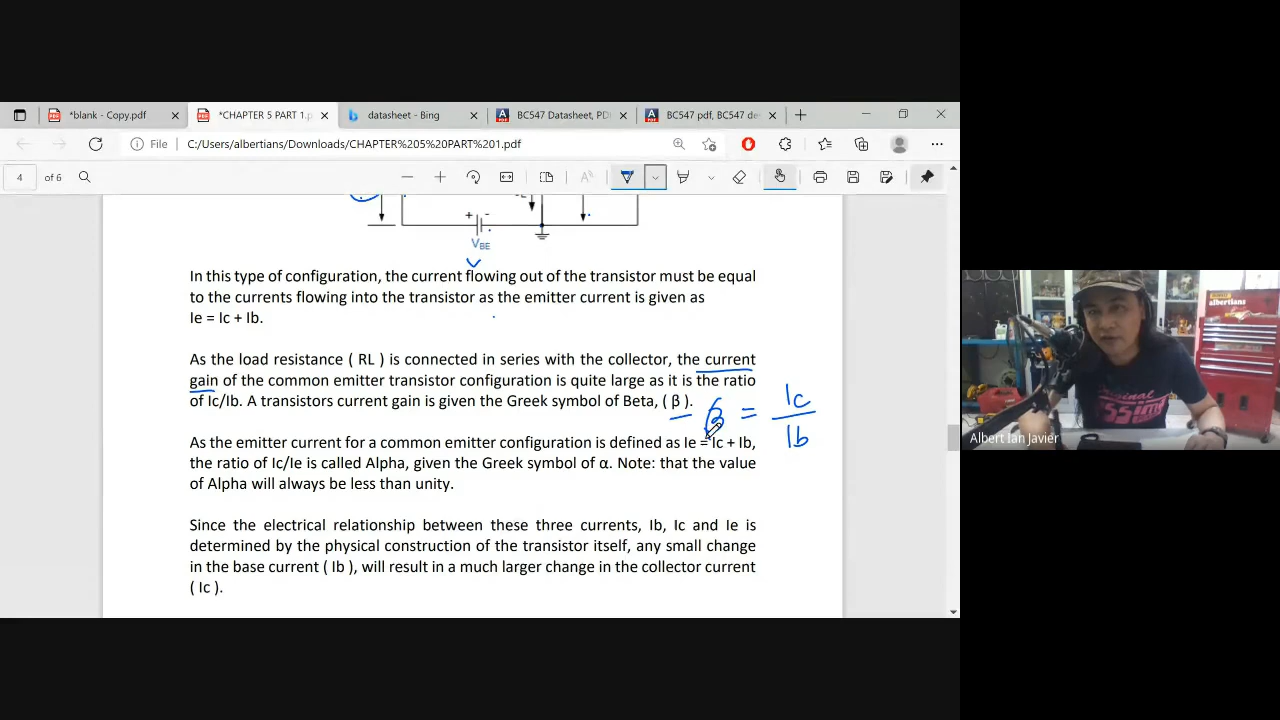 *blank - Copy.pdf
*CHAPTER 5 PART 1.p
datasheet - Bing
BC547 Datasheet, PD
BC547 pdf, BC547 de
File
C:/Users/albertians/Downloads/CHAPTER%205%20PART%201.pdf
4 of 6
+ -
VBE
In this type of configuration, the current flowing out of the transistor must be equal
to the currents flowing into the transistor as the emitter current is given as
Ie = Ic + Ib.
As the load resistance ( RL ) is connected in series with the collector, the current
gain of the common emitter transistor configuration is quite large as it is the ratio
of Ic/Ib. A transistors current gain is given the Greek symbol of Beta, ( β ).
β = Ic
Ib
As the emitter current for a common emitter configuration is defined as Ie = Ic + Ib,
the ratio of Ic/Ie is called Alpha, given the Greek symbol of α. Note: that the value
of Alpha will always be less than unity.
Since the electrical relationship between these three currents, Ib, Ic and Ie is
determined by the physical construction of the transistor itself, any small change
in the base current ( Ib ), will result in a much larger change in the collector current
( Ic ).
albertians
Albert Ian Javier